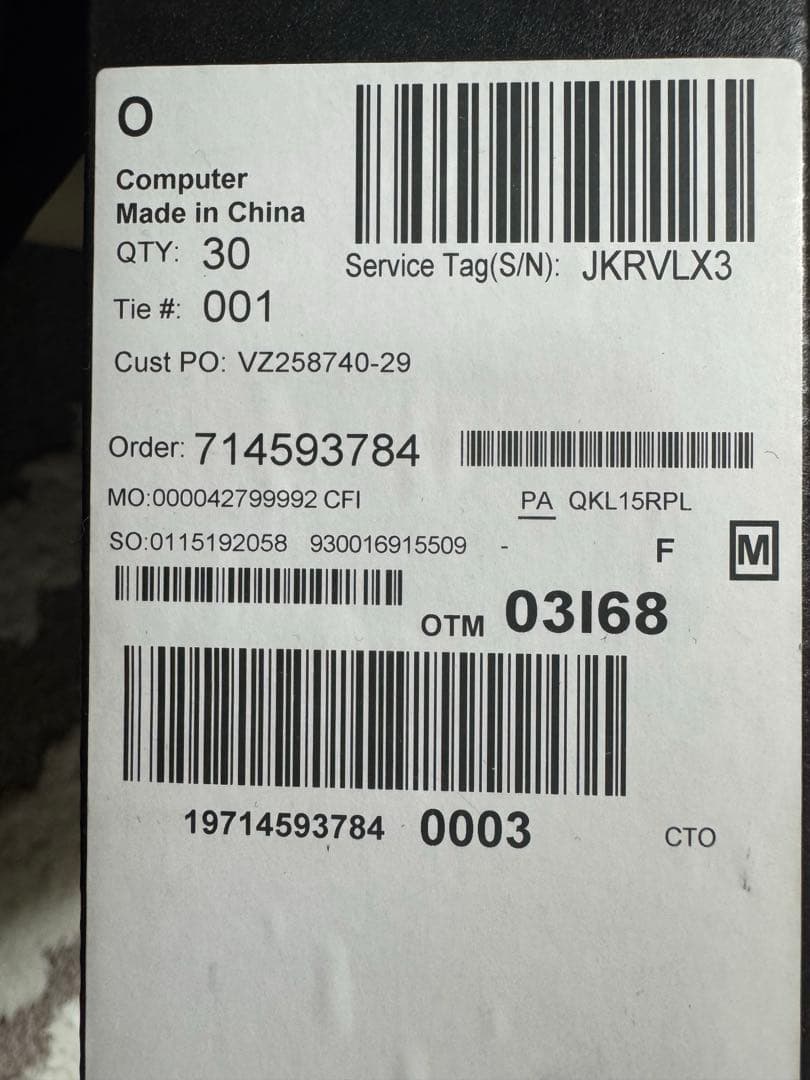 O
Computer
Made in China
QTY: 30
Service Tag(S/N): JKRVLX3
Tie #: 001
Cust PO: VZ258740-29
Order: 714593784
MO:000042799992 CFI PA QKL15RPL
SO:0115192058 930016915509 - F M
OTM 03I68
19714593784 0003 CTO